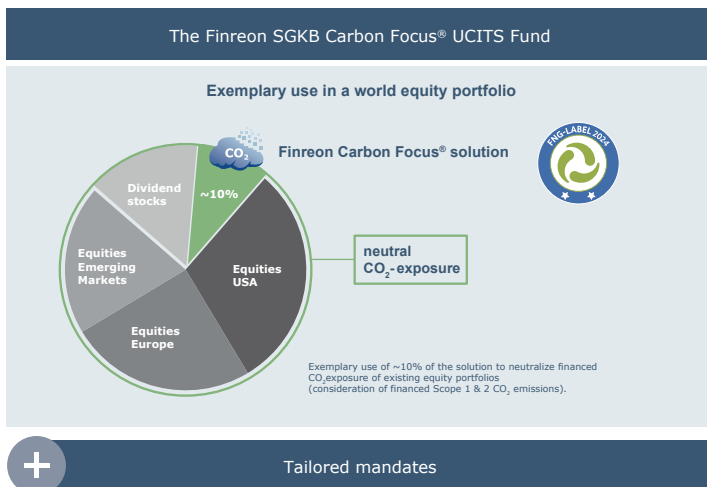 The Finreon SGKB Carbon Focus® UCITS Fund
Exemplary use in a world equity portfolio
CO₂
Finreon Carbon Focus® solution
FNG-LABEL 2024
~10%
Dividend
stocks
Equities
Emerging
Markets
Equities
USA
Equities
Europe
neutral
CO₂-exposure
Exemplary use of ~10% of the solution to neutralize financed
CO₂exposure of existing equity portfolios
(consideration of financed Scope 1 & 2 CO₂ emissions).
Tailored mandates